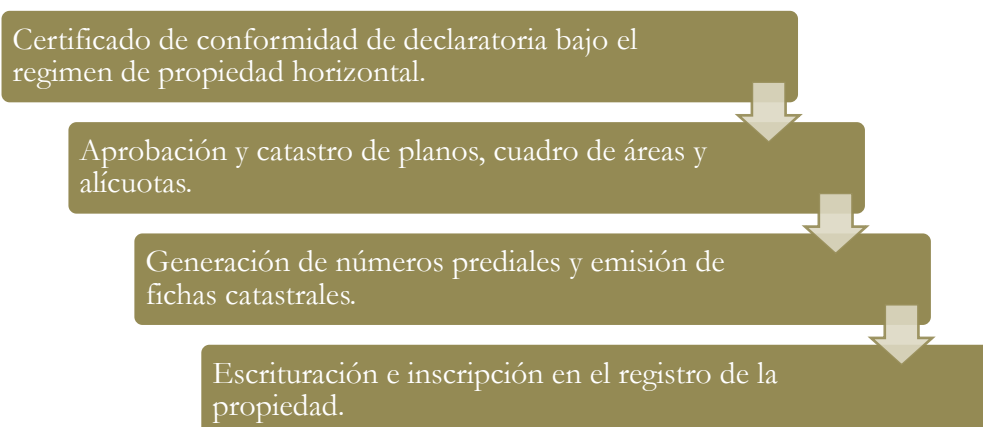 Certificado de conformidad de declaratoria bajo el
regimen de propiedad horizontal.
Aprobación y catastro de planos, cuadro de áreas y
alícuotas.
Generación de números prediales y emisión de
fichas catastrales.
Escrituración e inscripción en el registro de la
propiedad.